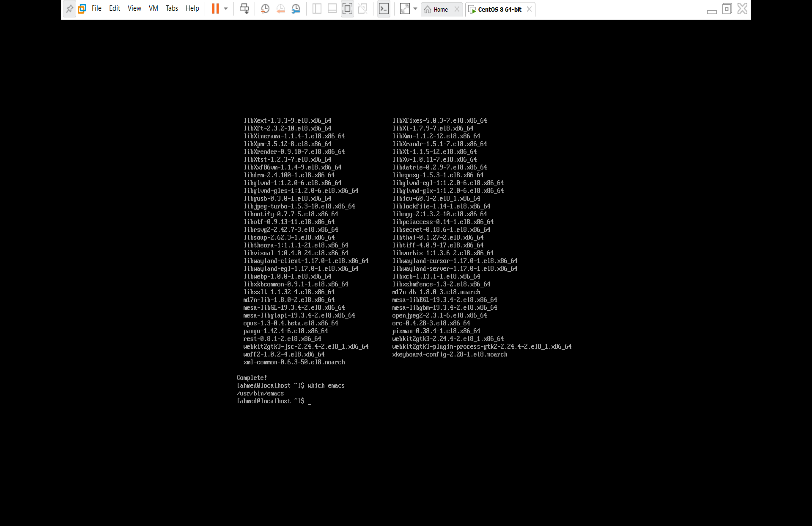 File Edit View VM Tabs Help Home CentOS 8 64-bit
libXext-1.3.3-9.el8.x86_64 libXfixes-5.0.3-7.el8.x86_64
libXft-2.3.2-10.el8.x86_64 libXi-1.7.9-7.el8.x86_64
libXinerama-1.1.4-1.el8.x86_64 libXmu-1.1.2-12.el8.x86_64
libXpm-3.5.12-8.el8.x86_64 libXrandr-1.5.1-7.el8.x86_64
libXrender-0.9.10-7.el8.x86_64 libXt-1.1.5-12.el8.x86_64
libXtst-1.2.3-7.el8.x86_64 libXv-1.0.11-7.el8.x86_64
libXxf86vm-1.1.4-9.el8.x86_64 libdatrie-0.2.9-7.el8.x86_64
libdrm-2.4.100-1.el8.x86_64 libepoxy-1.5.3-1.el8.x86_64
libglvnd-1:1.2.0-6.el8.x86_64 libglvnd-egl-1:1.2.0-6.el8.x86_64
libglvnd-gles-1:1.2.0-6.el8.x86_64 libglvnd-glx-1:1.2.0-6.el8.x86_64
libgusb-0.3.0-1.el8.x86_64 libicu-60.3-2.el8_1.x86_64
libjpeg-turbo-1.5.3-10.el8.x86_64 liblockfile-1.14-1.el8.x86_64
libnotify-0.7.7-5.el8.x86_64 libogg-2:1.3.2-10.el8.x86_64
libotf-0.9.13-11.el8.x86_64 libpciaccess-0.14-1.el8.x86_64
librsvg2-2.42.7-3.el8.x86_64 libsecret-0.18.6-1.el8.x86_64
libsoup-2.62.3-1.el8.x86_64 libthai-0.1.27-2.el8.x86_64
libtheora-1:1.1.1-21.el8.x86_64 libtiff-4.0.9-17.el8.x86_64
libvisual-1:0.4.0-24.el8.x86_64 libvorbis-1:1.3.6-2.el8.x86_64
libwayland-client-1.17.0-1.el8.x86_64 libwayland-cursor-1.17.0-1.el8.x86_64
libwayland-egl-1.17.0-1.el8.x86_64 libwayland-server-1.17.0-1.el8.x86_64
libwebp-1.0.0-1.el8.x86_64 libxcb-1.13.1-1.el8.x86_64
libxkbcommon-0.9.1-1.el8.x86_64 libxshmfence-1.3-2.el8.x86_64
libxslt-1.1.32-4.el8.x86_64 m17n-db-1.8.0-3.el8.noarch
m17n-lib-1.8.0-2.el8.x86_64 mesa-libEGL-19.3.4-2.el8.x86_64
mesa-libGL-19.3.4-2.el8.x86_64 mesa-libgbm-19.3.4-2.el8.x86_64
mesa-libglapi-19.3.4-2.el8.x86_64 openjpeg2-2.3.1-6.el8.x86_64
opus-1.3-0.4.beta.el8.x86_64 orc-0.4.28-3.el8.x86_64
pango-1.42.4-6.el8.x86_64 pixman-0.38.4-1.el8.x86_64
rest-0.8.1-2.el8.x86_64 webkit2gtk3-2.24.4-2.el8_1.x86_64
webkit2gtk3-jsc-2.24.4-2.el8_1.x86_64 webkit2gtk3-plugin-process-gtk2-2.24.4-2.el8_1.x86_64
woff2-1.0.2-4.el8.x86_64 xkeyboard-config-2.28-1.el8.noarch
xml-common-0.6.3-50.el8.noarch
Complete!
[ahmed@localhost ~]$ which emacs
/usr/bin/emacs
[ahmed@localhost ~]$ _